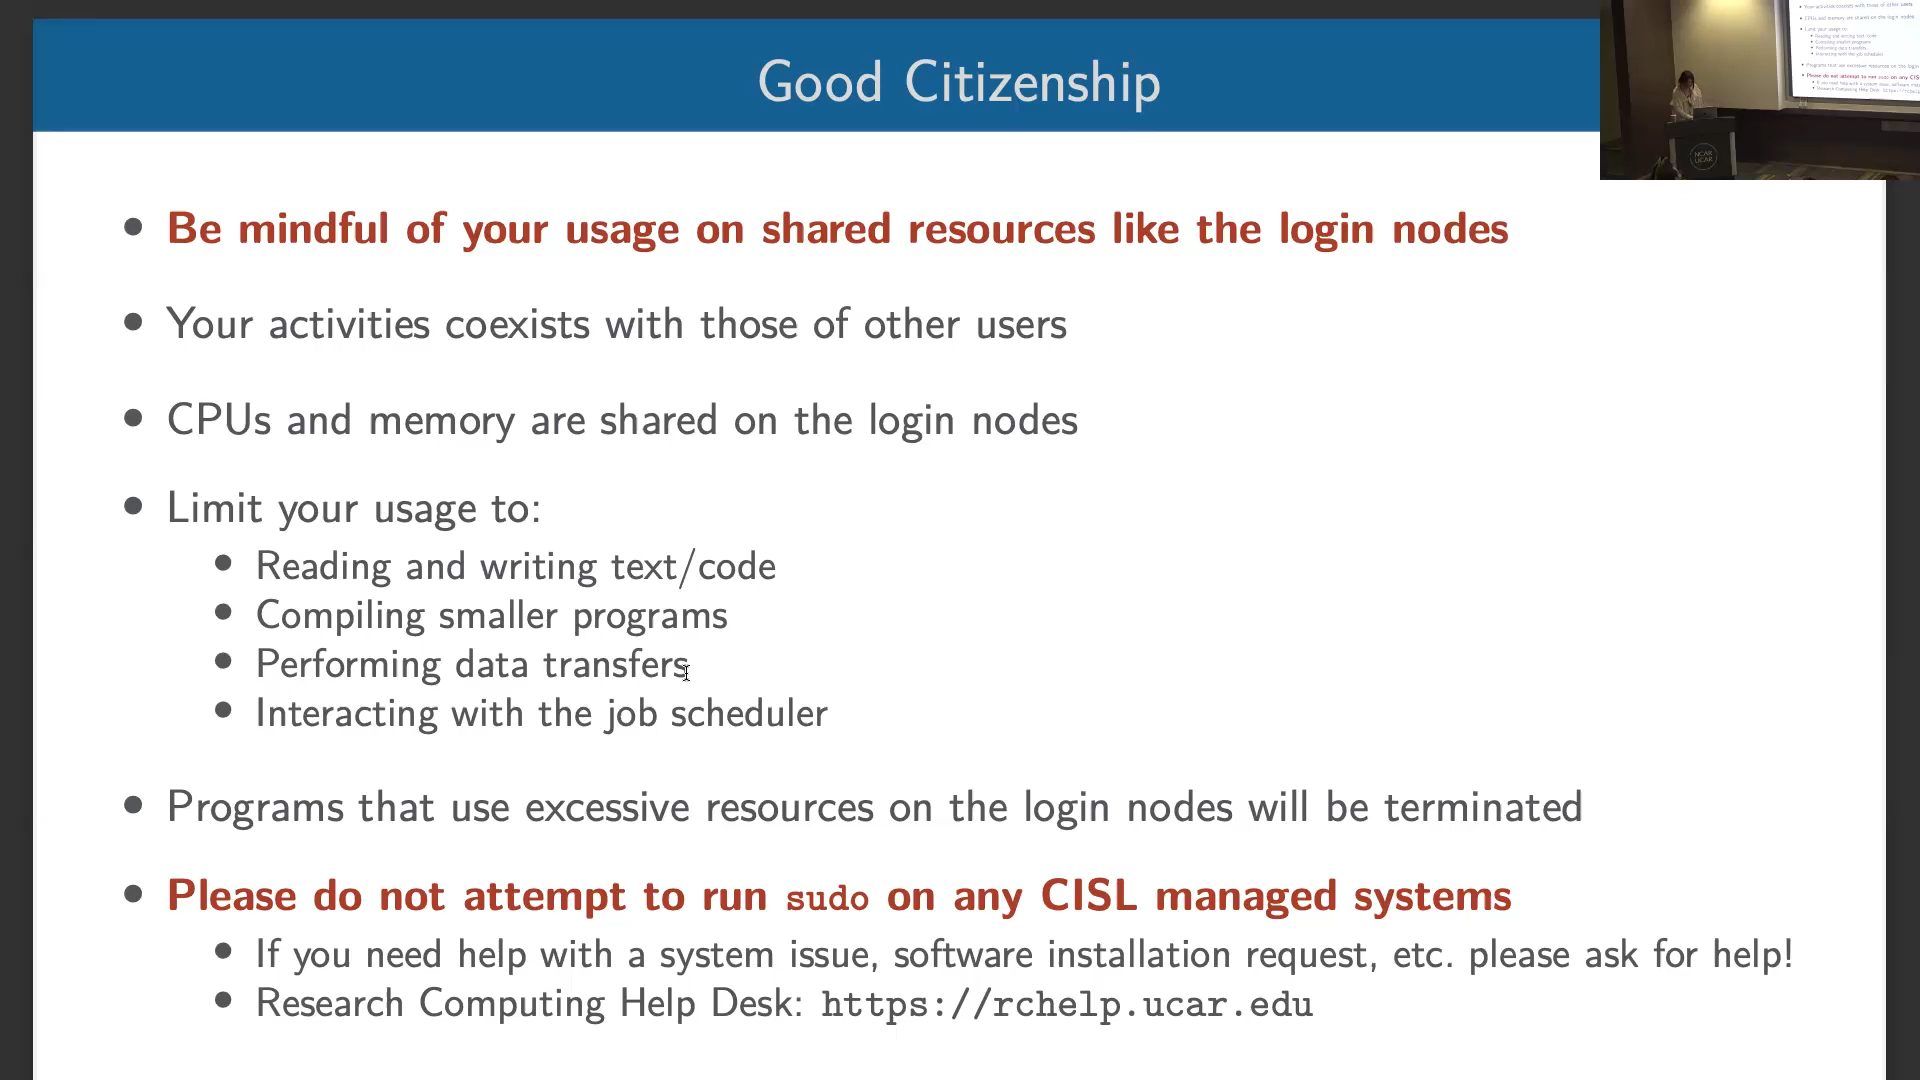 Good Citizenship
• Be mindful of your usage on shared resources like the login nodes
• Your activities coexists with those of other users
• CPUs and memory are shared on the login nodes
• Limit your usage to:
• Reading and writing text/code
• Compiling smaller programs
• Performing data transfers
• Interacting with the job scheduler
• Programs that use excessive resources on the login nodes will be terminated
• Please do not attempt to run sudo on any CISL managed systems
• If you need help with a system issue, software installation request, etc. please ask for help!
• Research Computing Help Desk: https://rchelp.ucar.edu
NCAR
UCAR